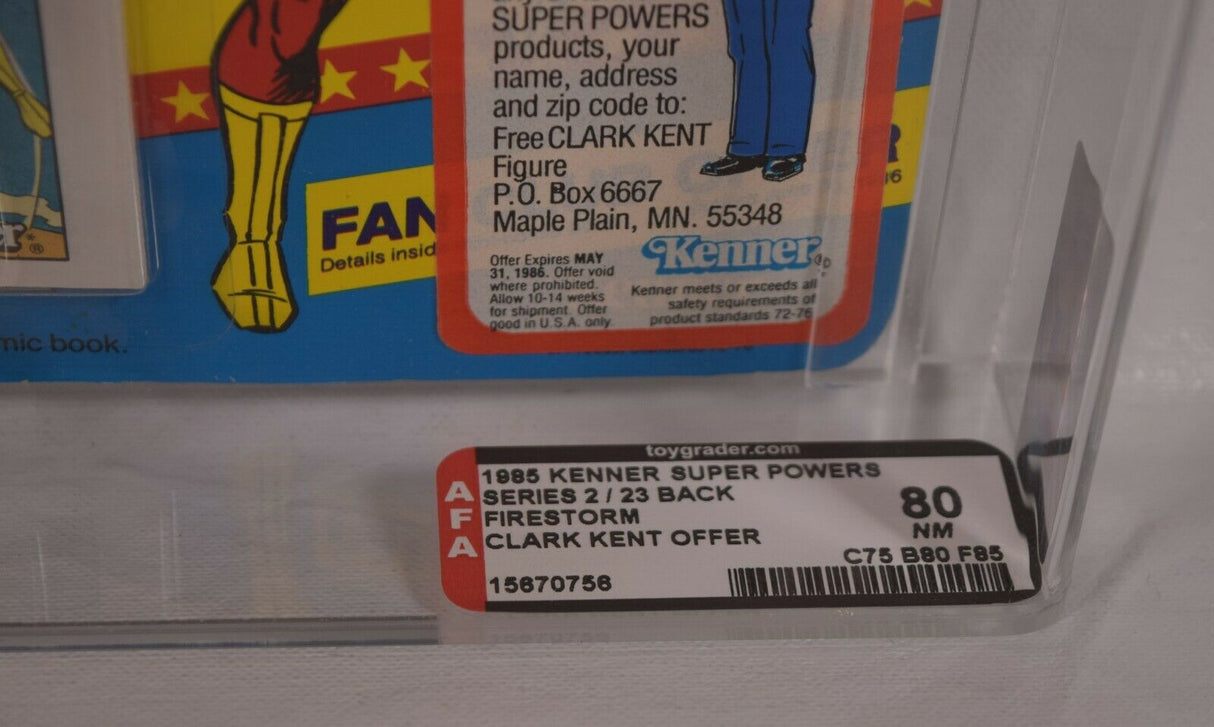 SUPER POWERS
products, your
name, address
and zip code to:
Free CLARK KENT
Figure
P.O. Box 6667
Maple Plain, MN. 55348
Offer Expires MAY
31, 1986. Offer void
where prohibited.
Allow 10-14 weeks
for shipment. Offer
good in U.S.A. only.
Kenner
Kenner meets or exceeds all
safety requirements of
product standards 72-76
FAN
Details insid
mic book.
toygrader.com
AFA
1985 KENNER SUPER POWERS
SERIES 2 / 23 BACK
FIRESTORM
CLARK KENT OFFER
15670756
80
NM
C75 B80 F85